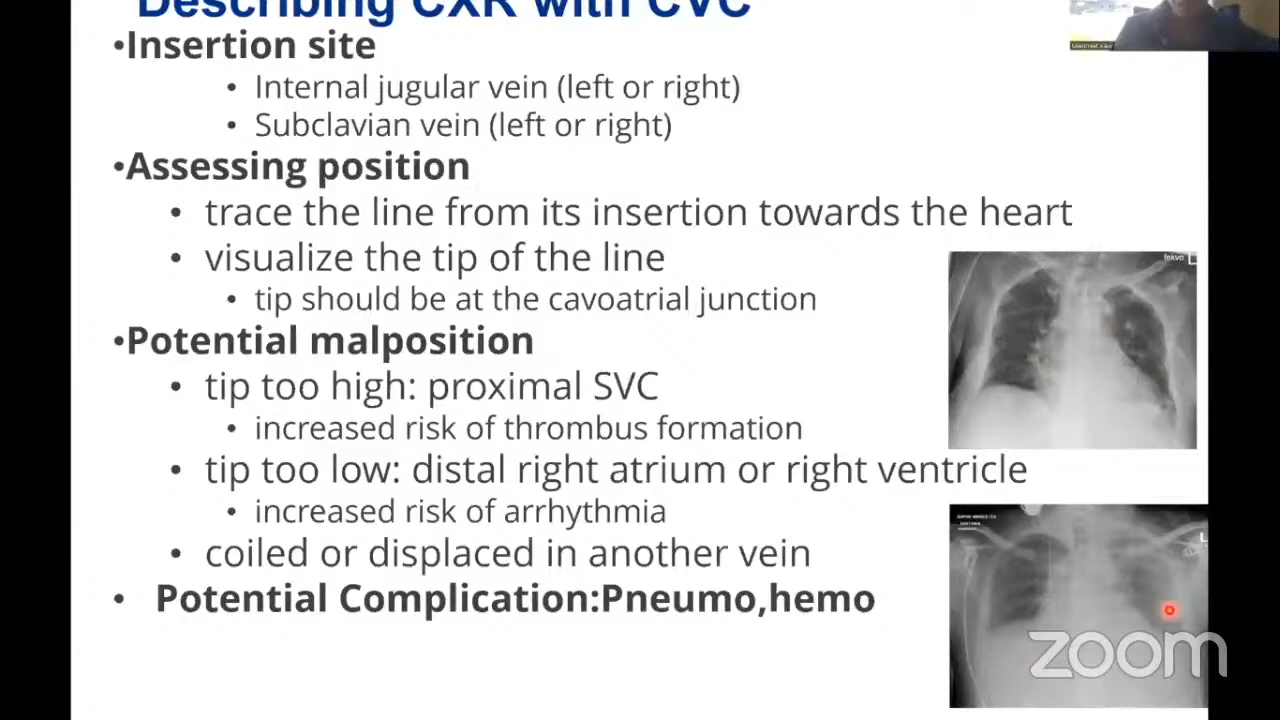 Describing CXR with CVC
•Insertion site
• Internal jugular vein (left or right)
• Subclavian vein (left or right)
•Assessing position
• trace the line from its insertion towards the heart
• visualize the tip of the line
• tip should be at the cavoatrial junction
•Potential malposition
• tip too high: proximal SVC
• increased risk of thrombus formation
• tip too low: distal right atrium or right ventricle
• increased risk of arrhythmia
• coiled or displaced in another vein
• Potential Complication:Pneumo,hemo
fekvo L
L
zoom